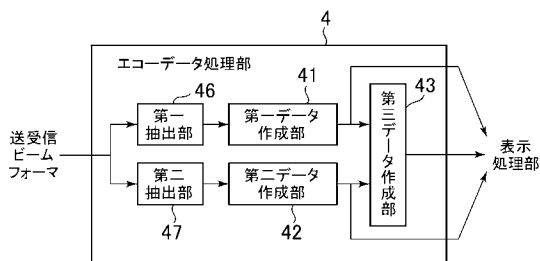 4
エコーデータ処理部
46
41
43
第一
抽出部
第一データ
作成部
第三データ作成部
送受信
ビーム
フォーマ
表示
処理部
第二
抽出部
第二データ
作成部
47
42